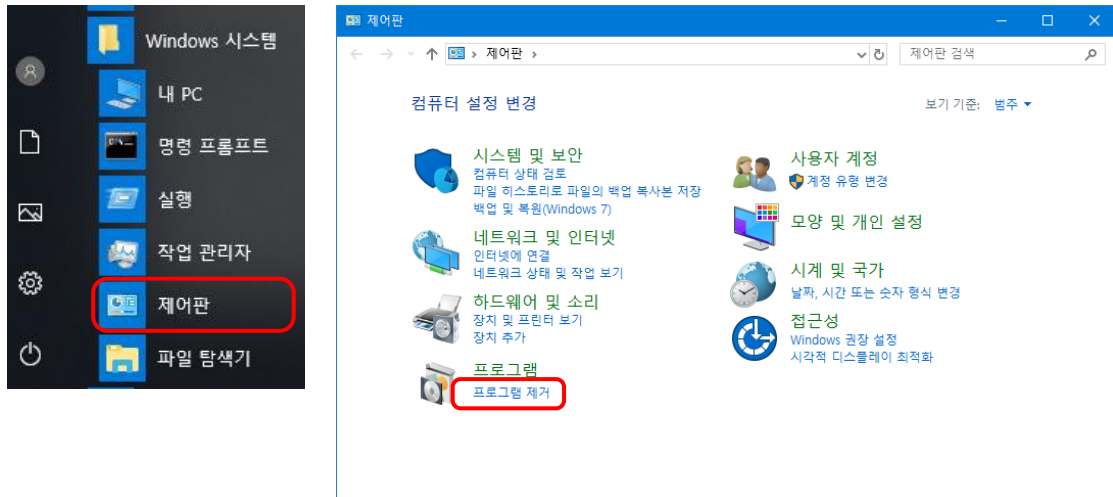 Windows 시스템
내 PC
명령 프롬프트
실행
작업 관리자
제어판
파일 탐색기
제어판
제어판
제어판 검색
컴퓨터 설정 변경
보기 기준: 범주
시스템 및 보안
컴퓨터 상태 검토
파일 히스토리로 파일의 백업 복사본 저장
백업 및 복원(Windows 7)
네트워크 및 인터넷
인터넷에 연결
네트워크 상태 및 작업 보기
하드웨어 및 소리
장치 및 프린터 보기
장치 추가
프로그램
프로그램 제거
사용자 계정
계정 유형 변경
모양 및 개인 설정
시계 및 국가
날짜, 시간 또는 숫자 형식 변경
접근성
Windows 권장 설정
시각적 디스플레이 최적화